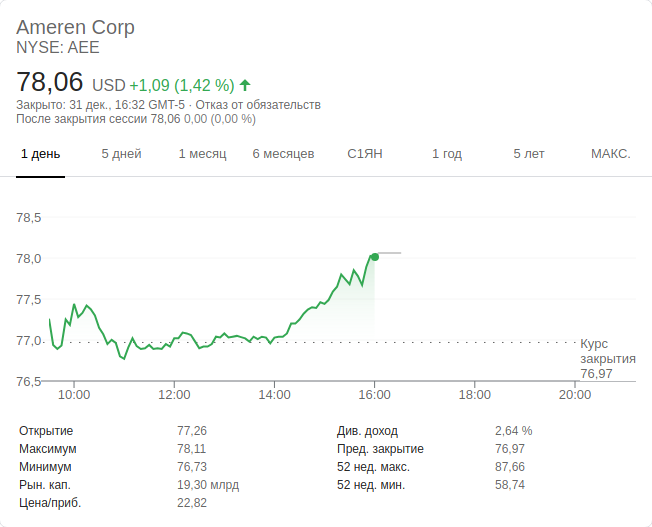 Ameren Corp
NYSE: AEE
78,06 USD +1,09 (1,42 %)
Закрыто: 31 дек., 16:32 GMT-5 · Отказ от обязательств
После закрытия сессии 78,06 0,00 (0,00 %)
1 день 5 дней 1 месяц 6 месяцев С1ЯН 1 год 5 лет МАКС.
78,5
78,0
77,5
77,0
Курс
закрытия
76,97
76,5
10:00 12:00 14:00 16:00 18:00 20:00
Открытие 77,26 Див. доход 2,64 %
Максимум 78,11 Пред. закрытие 76,97
Минимум 76,73 52 нед. макс. 87,66
Рын. кап. 19,30 млрд 52 нед. мин. 58,74
Цена/приб. 22,82